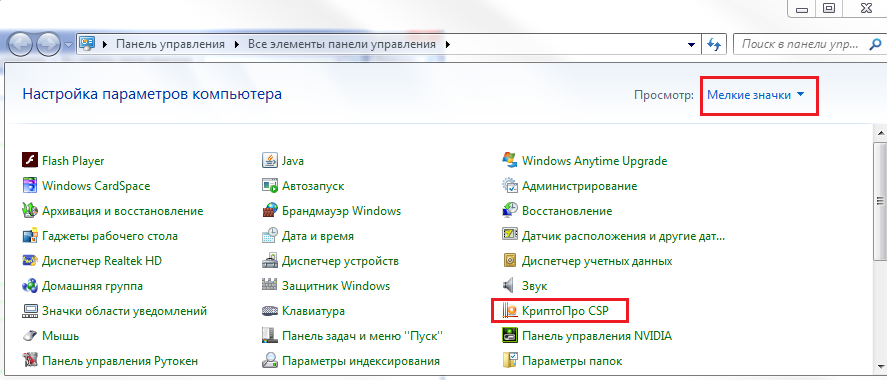 Панель управления Все элементы панели управления Поиск в панели упр...
Настройка параметров компьютера Просмотр: Мелкие значки
Flash Player Java Windows Anytime Upgrade
Windows CardSpace Автозапуск Администрирование
Архивация и восстановление Брандмауэр Windows Восстановление
Гаджеты рабочего стола Дата и время Датчик расположения и другие дат...
Диспетчер Realtek HD Диспетчер устройств Диспетчер учетных данных
Домашняя группа Защитник Windows Звук
Значки области уведомлений Клавиатура КриптоПро CSP
Мышь Панель задач и меню ''Пуск'' Панель управления NVIDIA
Панель управления Рутокен Параметры индексирования Параметры папок